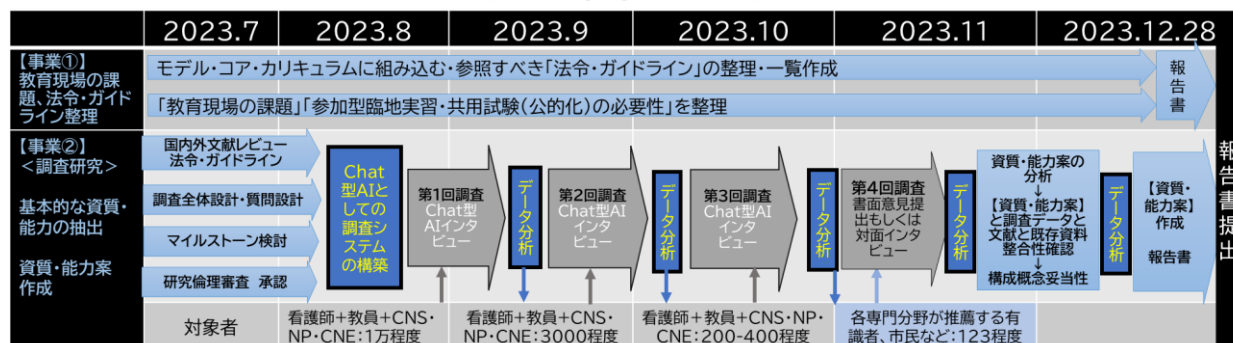 2023.7
2023.8
2023.9
2023.10
2023.11
2023.12.28
【事業①】
教育現場の課
題、法令・ガイド
ライン整理
モデル・コア・カリキュラムに組み込む・参照すべき「法令・ガイドライン」の整理・一覧作成
「教育現場の課題」「参加型臨地実習・共用試験(公的化)の必要性」を整理
報
告
書
【事業②】
<調査研究>
基本的な資質・
能力の抽出
資質・能力案
作成
国内外文献レビュー
法令・ガイドライン
調査全体設計・質問設計
マイルストーン検討
研究倫理審査 承認
Chat
型AIと
しての
調査シ
ステム
の構築
第1回調査
Chat型
AIインタ
ビュー
データ分析
第2回調査
Chat型AI
インタ
ビュー
データ分析
第3回調査
Chat型AI
インタ
ビュー
データ分析
第4回調査
書面意見提
出もしくは
対面インタ
ビュー
データ分析
資質・能力案の
分析
↓
【資質・能力案】
と調査データと
文献と既存資料
整合性確認
↓
構成概念妥当性
データ分析
【資質・
能力案】
作成
報告書
報告書提出
対象者
看護師+教員+CNS・
NP・CNE:1万程度
看護師+教員+CNS・
NP・CNE:3000程度
看護師+教員+CNS・NP・
CNE:200-400程度
各専門分野が推薦する有
識者、市民など:123程度